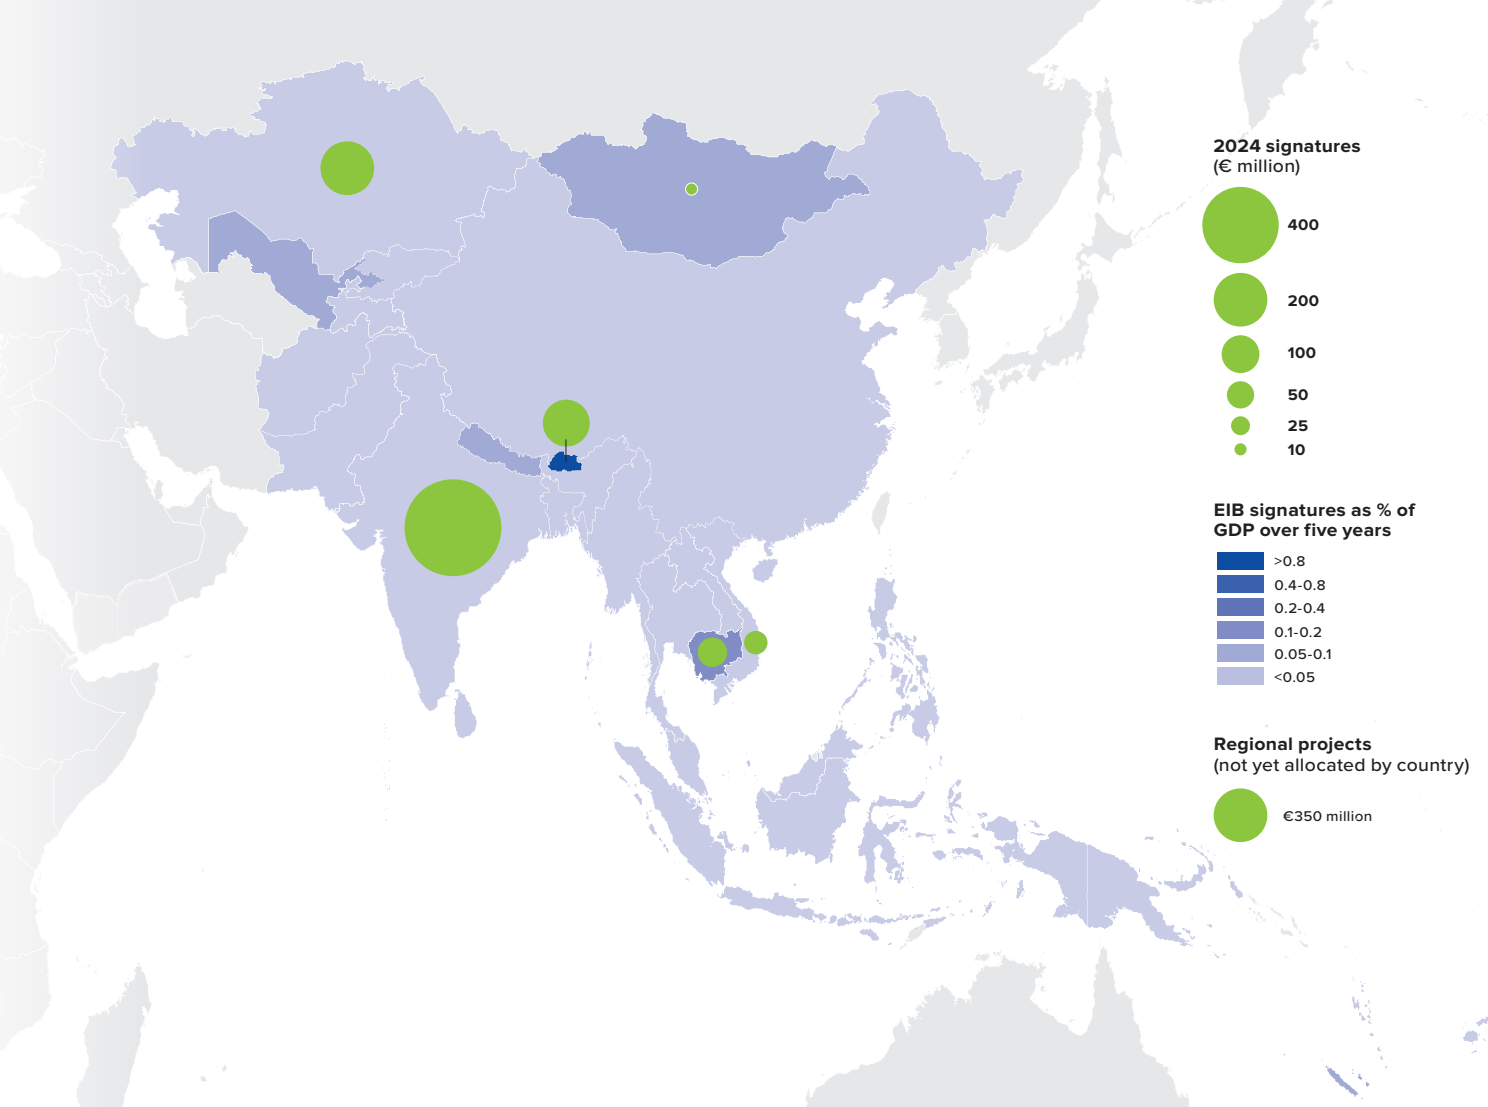 2024 signatures
(€ million)
400
200
100
50
25
10
EIB signatures as % of
GDP over five years
>0.8
0.4-0.8
0.2-0.4
0.1-0.2
0.05-0.1
<0.05
Regional projects
(not yet allocated by country)
€350 million